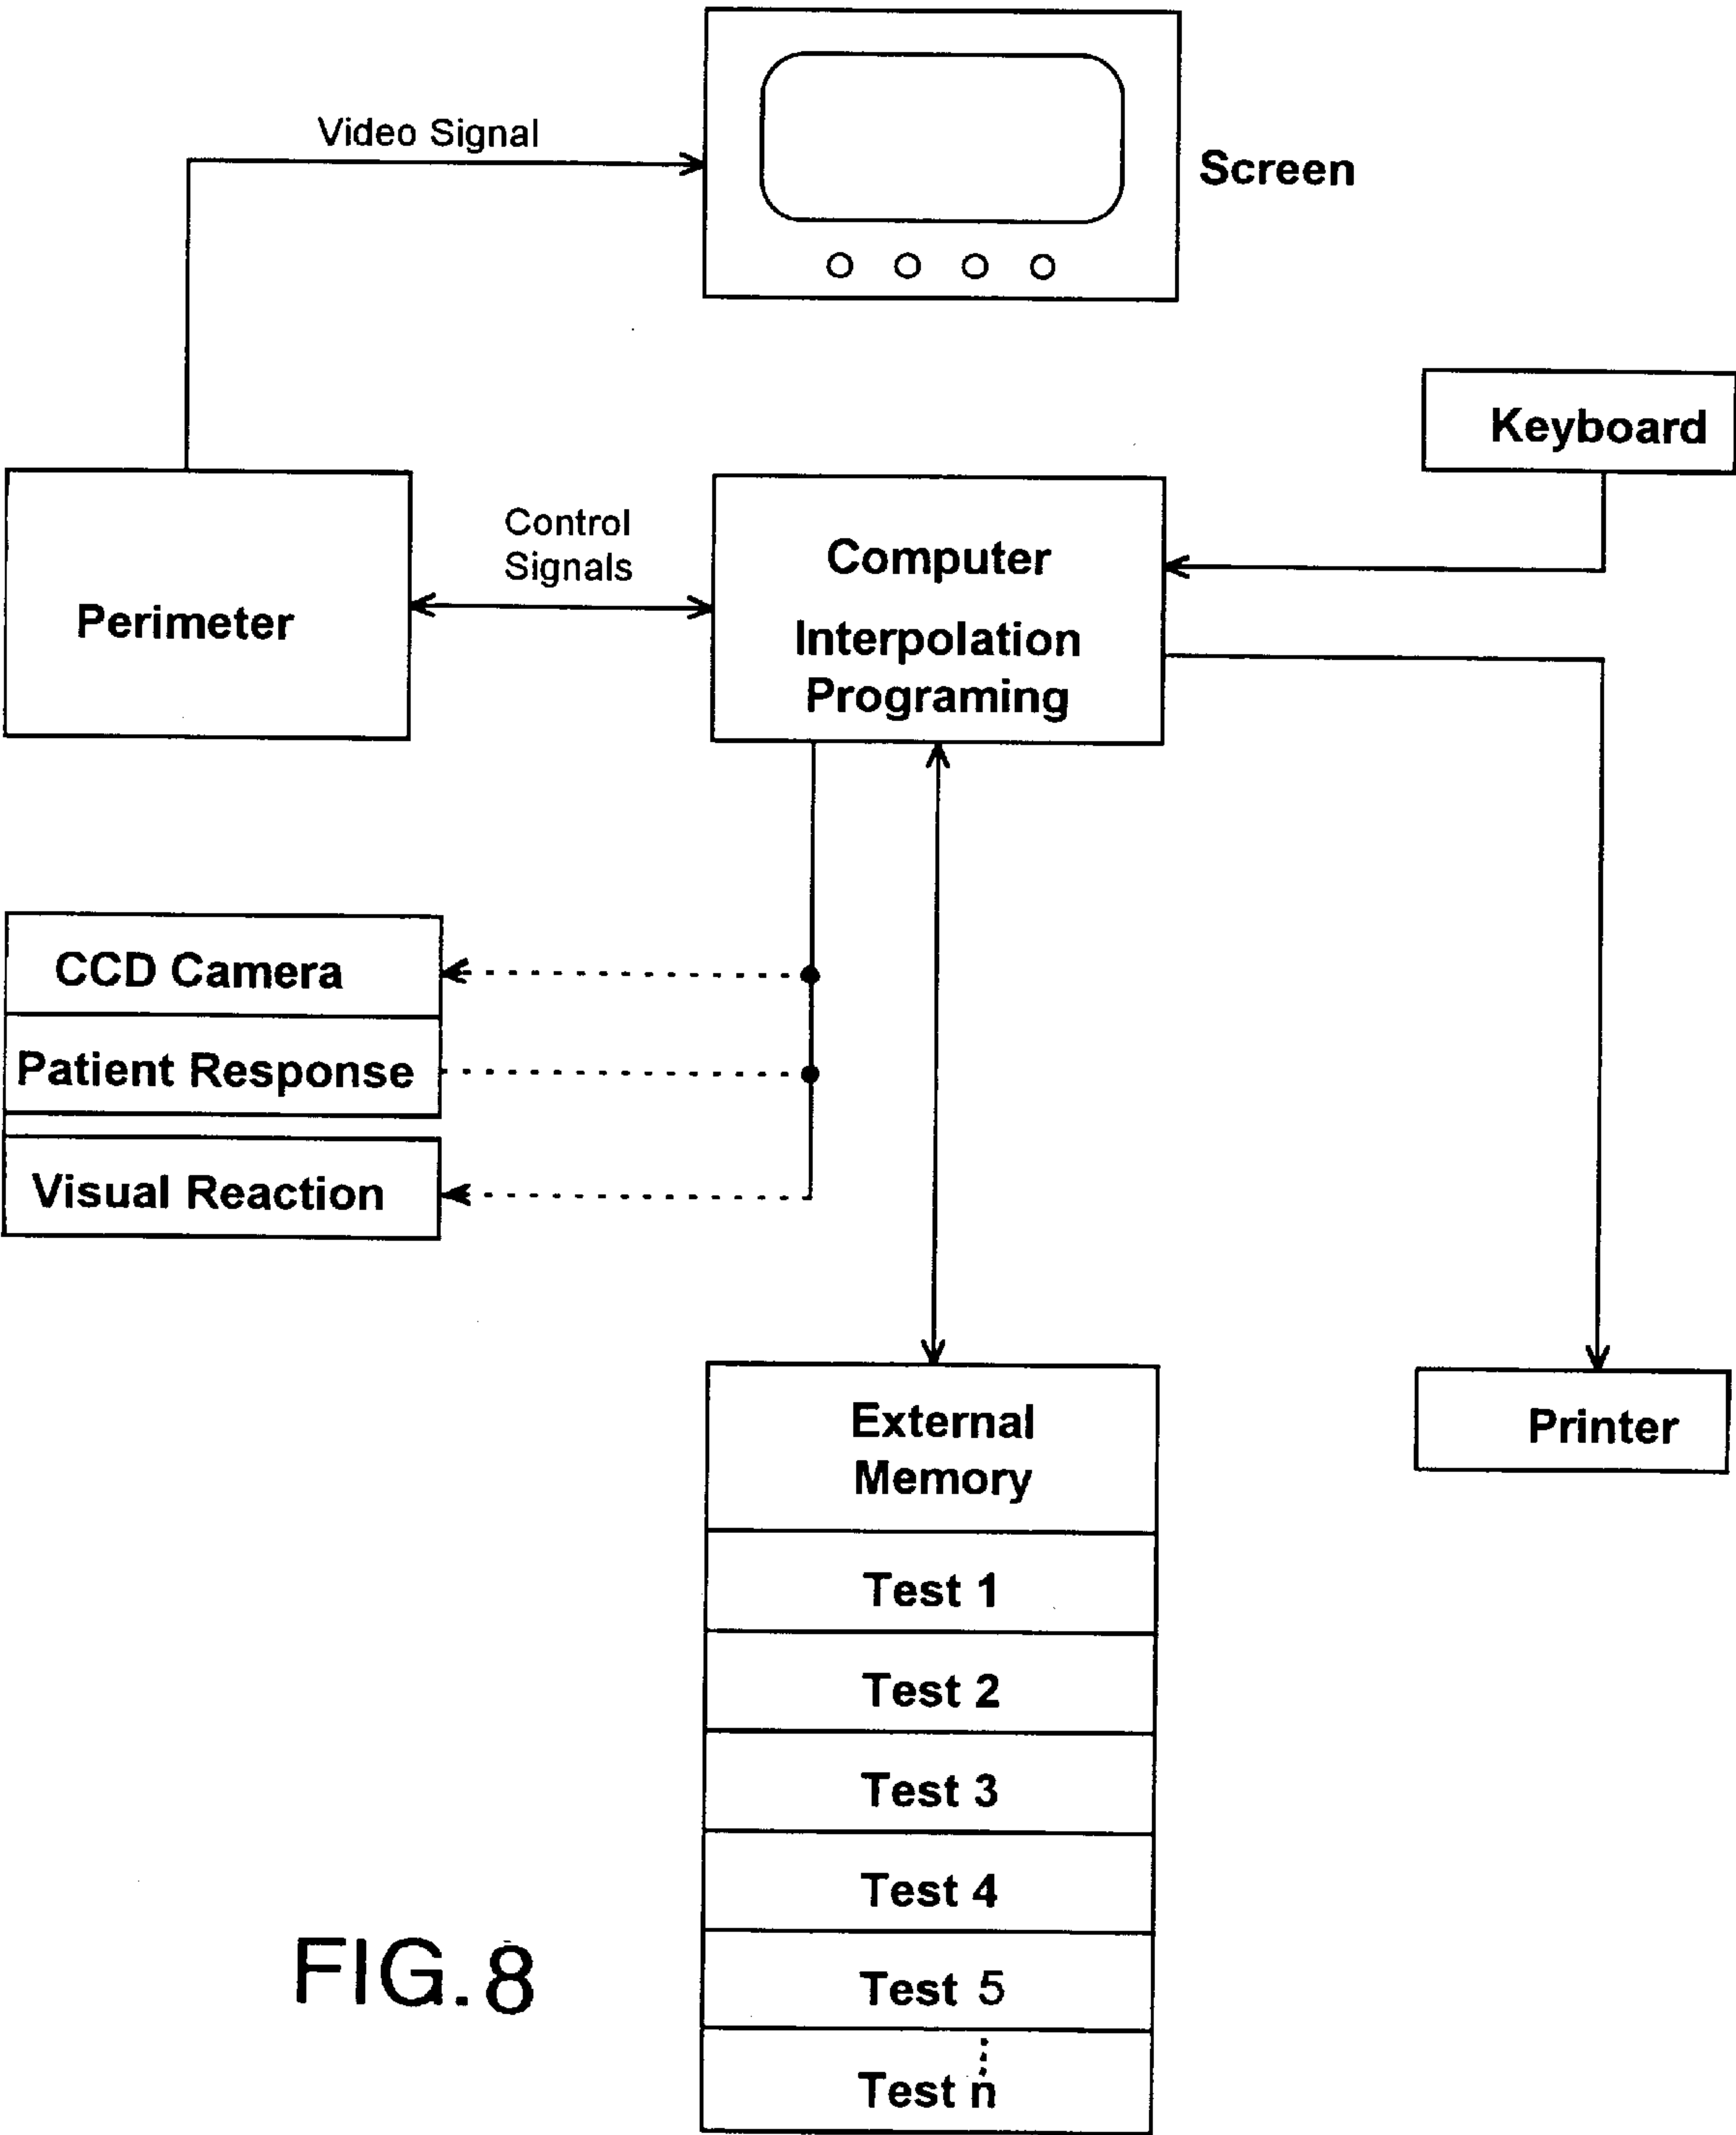 Video Signal
Screen
Keyboard
Control
Signals
Perimeter
Computer
Interpolation
Programing
CCD Camera
Patient Response
Visual Reaction
External
Memory
Printer
Test 1
Test 2
Test 3
Test 4
Test 5
Test n
FIG.8